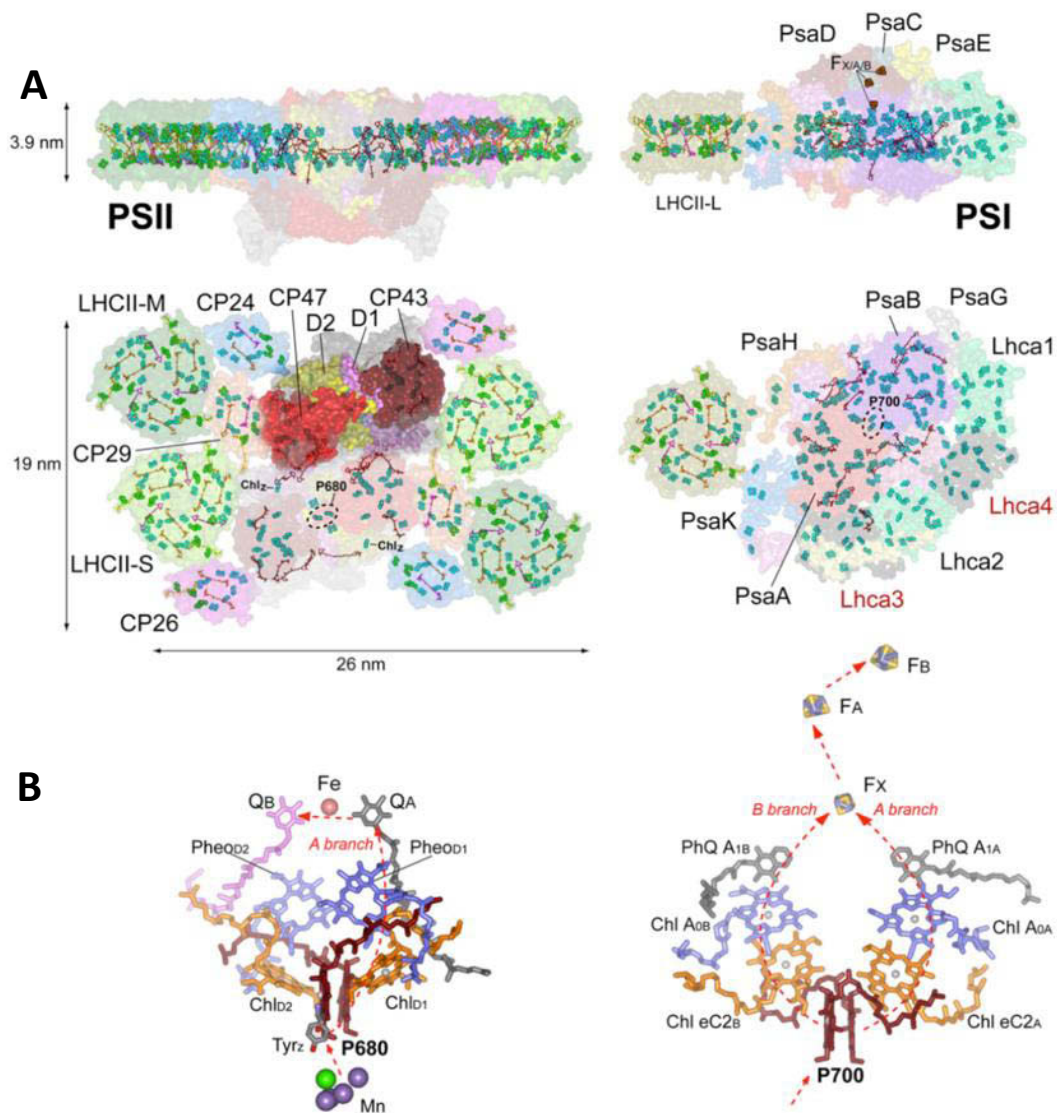 A
3.9 nm
PSII
PsaD
PsaC
PsaE
FX/A/B
LHCII-L
PSI
LHCII-M
CP24
CP47
D2
D1
CP43
CP29
19 nm
Chlz
P680
Chlz
LHCII-S
CP26
26 nm
PsaB
PsaG
PsaH
Lhca1
P700
PsaK
Lhca4
Lhca2
PsaA
Lhca3
B
QB
Fe
QA
A branch
PheoD2
PheoD1
ChlD2
ChlD1
TyrZ
P680
Mn
FB
FA
FX
B branch
A branch
PhQ A1B
PhQ A1A
Chl A0B
Chl A0A
Chl eC2B
Chl eC2A
P700